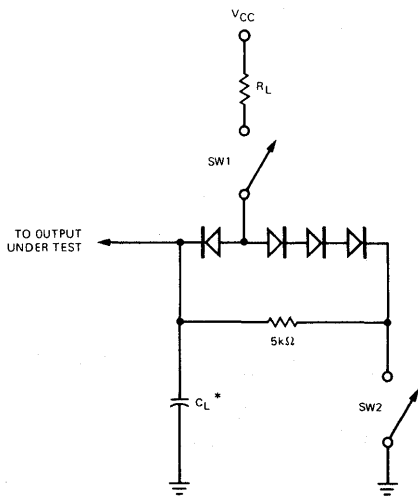 VCC
RL
SW1
TO OUTPUT
UNDER TEST
5kΩ
CL*
SW2